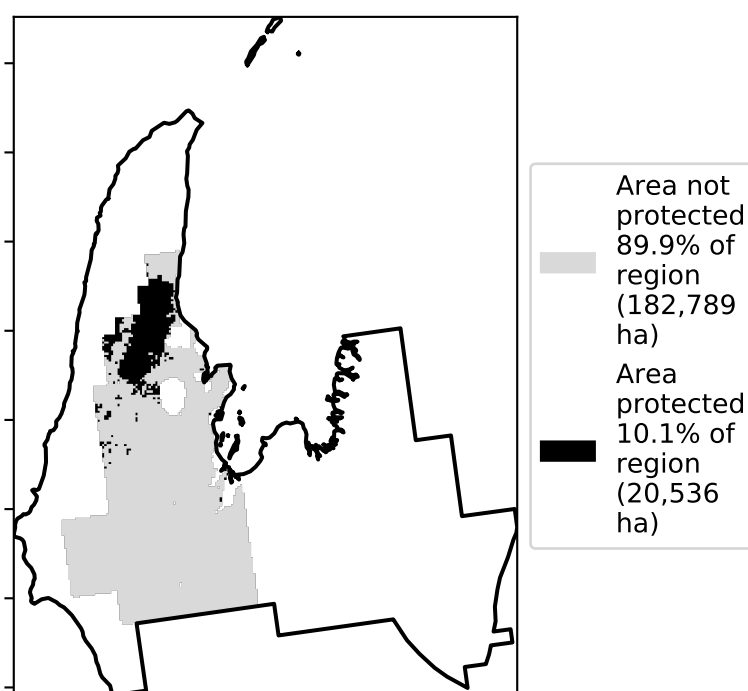 Area not
protected
89.9% of
region
(182,789
ha)
Area
protected
10.1% of
region
(20,536
ha)